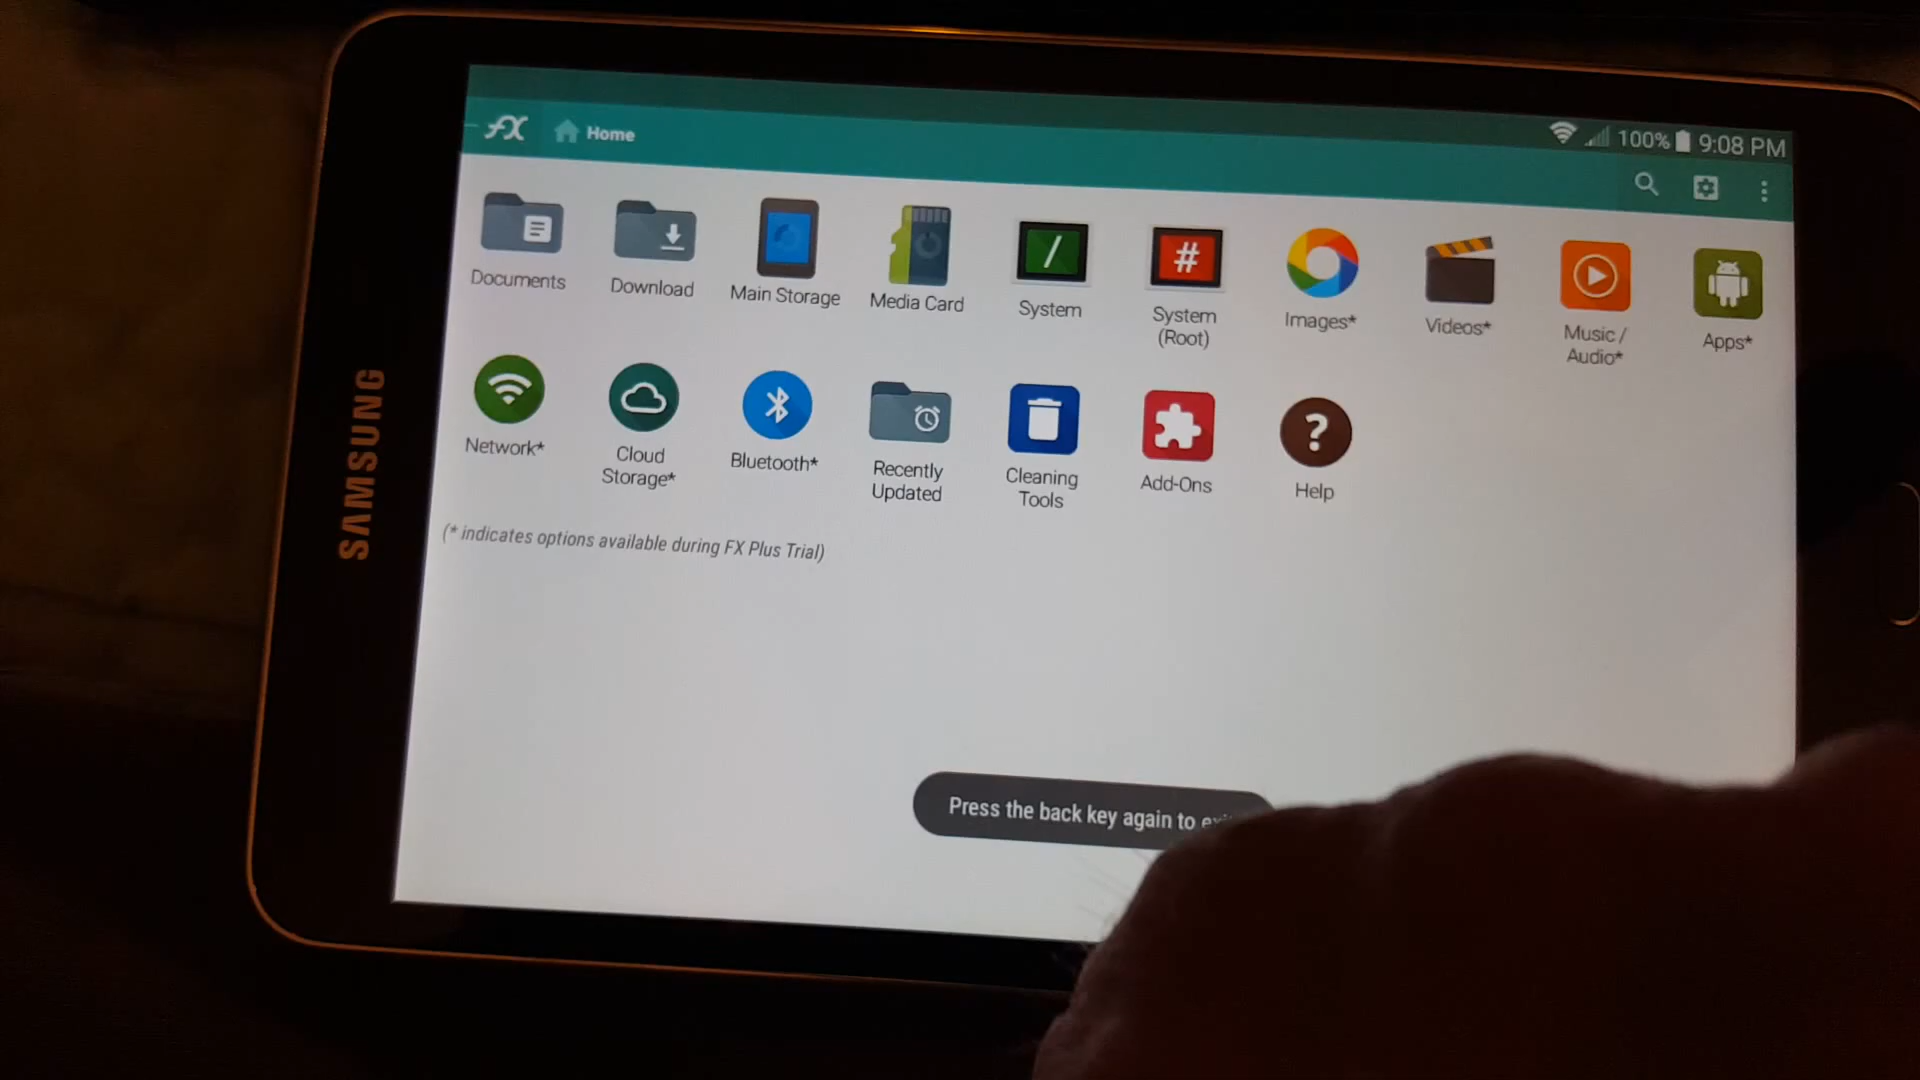 FX Home
100% 9:08 PM
Documents
Download
Main Storage
Media Card
System
System
(Root)
Images*
Videos*
Music /
Audio*
Apps*
Network*
Cloud
Storage*
Bluetooth*
Recently
Updated
Cleaning
Tools
Add-Ons
Help
(* indicates options available during FX Plus Trial)
Press the back key again to
SAMSUNG